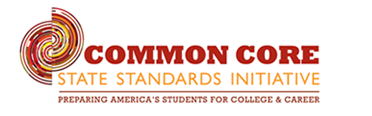 COMMON CORE
STATE STANDARDS INITIATIVE
PREPARING AMERICA'S STUDENTS FOR COLLEGE & CAREER